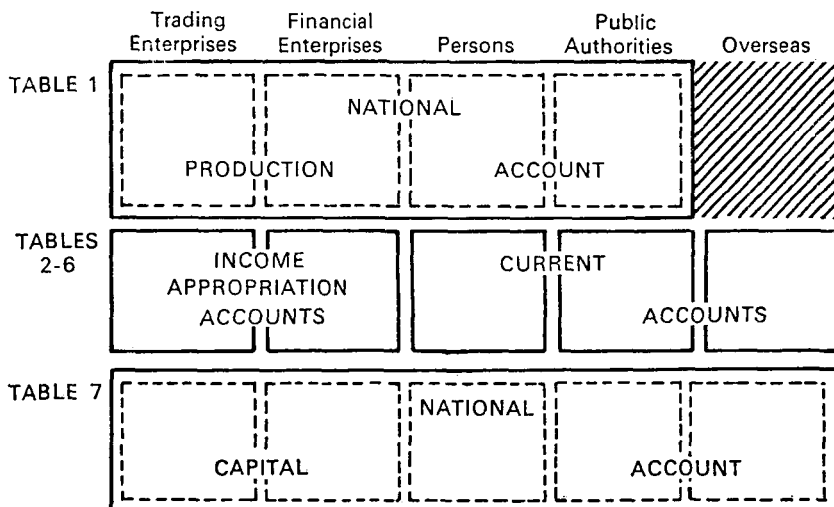 Trading Enterprises
Financial Enterprises
Persons
Public Authorities
Overseas
TABLE 1
NATIONAL
PRODUCTION ACCOUNT
TABLES 2-6
INCOME APPROPRIATION ACCOUNTS
CURRENT
ACCOUNTS
TABLE 7
NATIONAL
CAPITAL ACCOUNT